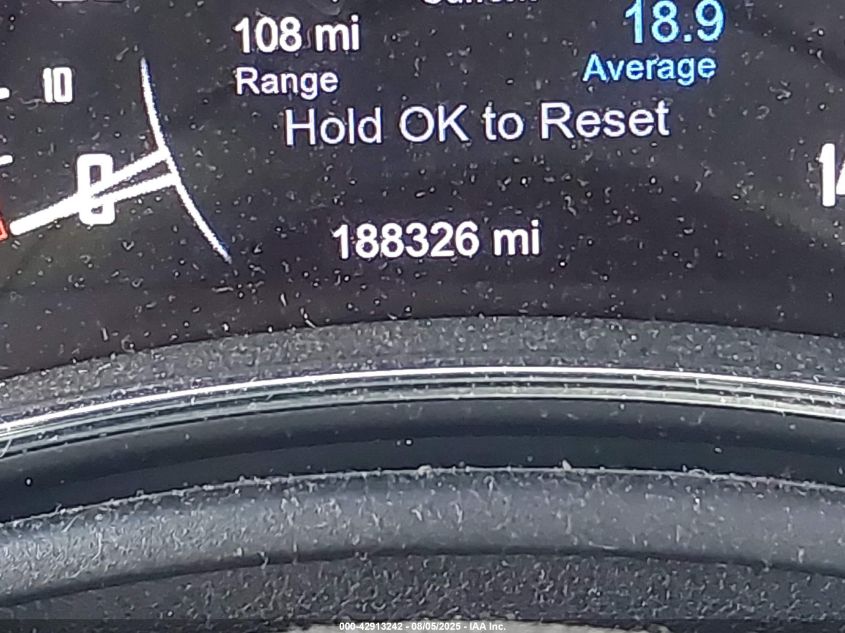 18.9
108 mi
Average
Range
10
Hold OK to Reset
0
188326 mi
000-42913242 - 08/05/2025 - IAA Inc.